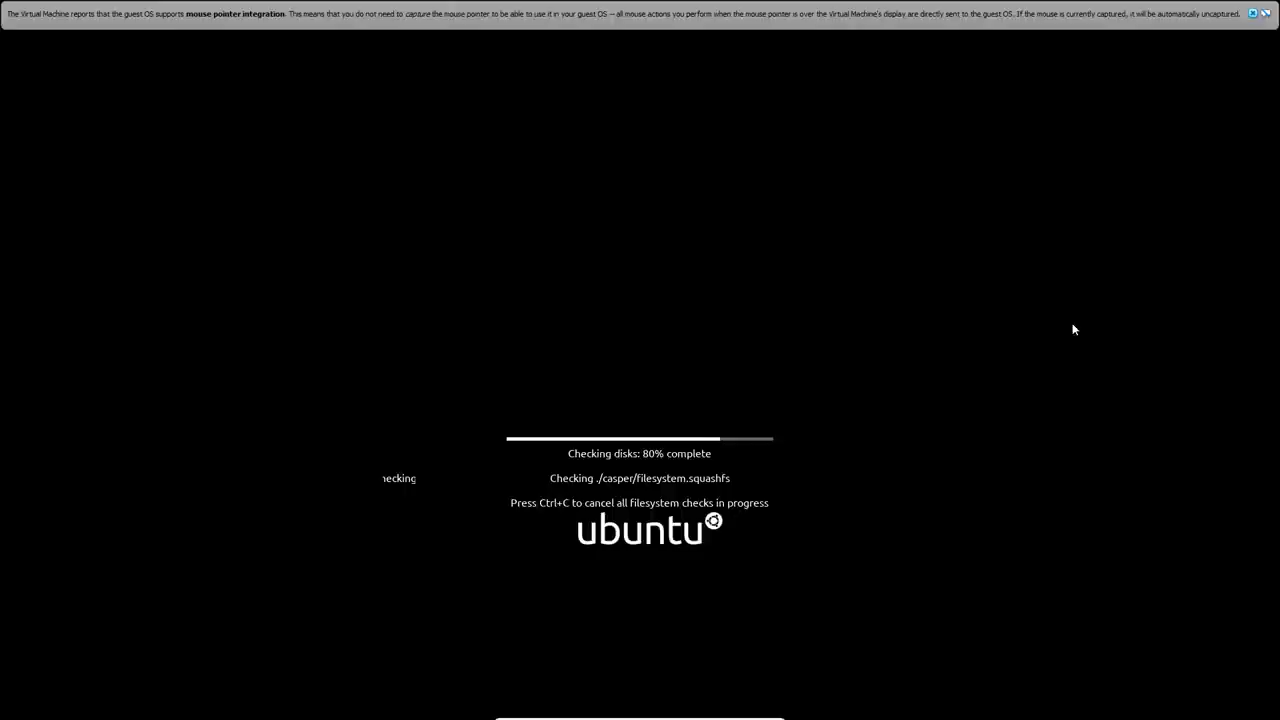 The Virtual Machine reports that the guest OS supports mouse pointer integration. This means that you do not need to capture the mouse pointer to be able to use it in your guest OS -- all mouse actions you perform when the mouse pointer is over the Virtual Machine's display are directly sent to the guest OS. If the mouse is currently captured, it will be automatically uncaptured.
Checking disks: 80% complete
hecking Checking ./casper/filesystem.squashfs
Press Ctrl+C to cancel all filesystem checks in progress
ubuntu